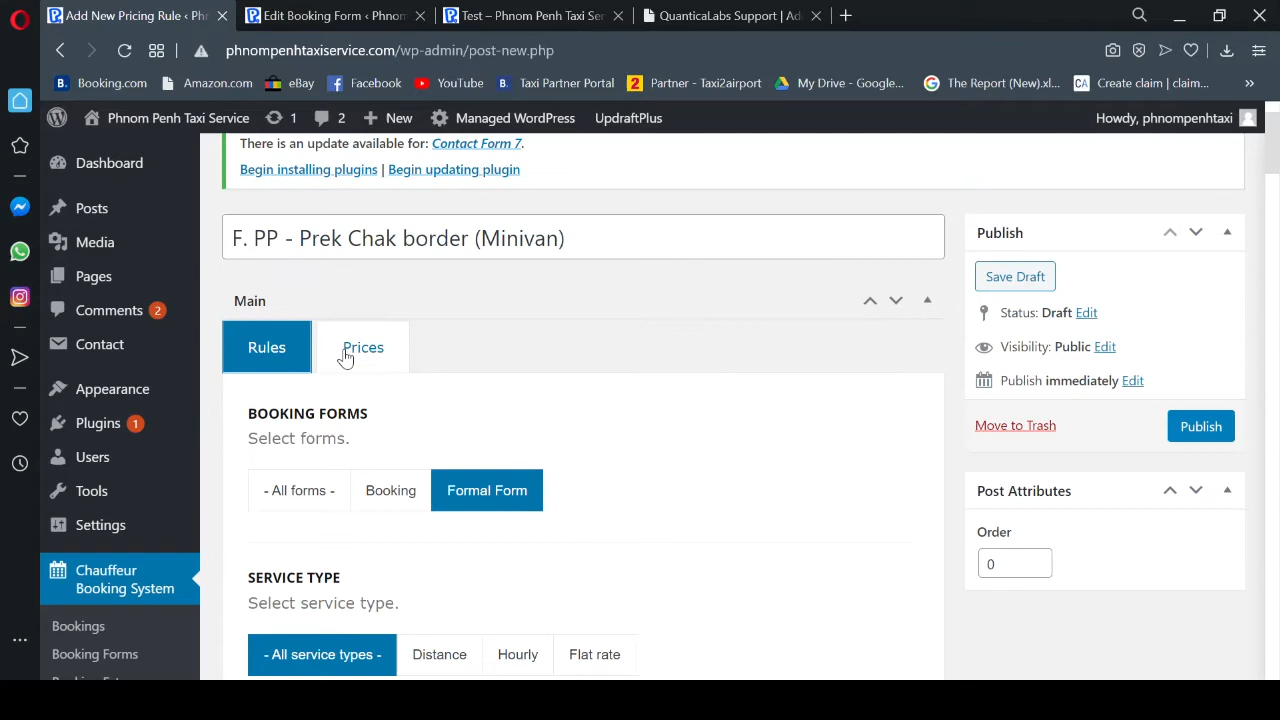 Add New Pricing Rule ‹ Phr
Edit Booking Form ‹ Phnom
Test – Phnom Penh Taxi Ser
QuanticaLabs Support | Ad
phnompenhtaxiservice.com/wp-admin/post-new.php
Booking.com
Amazon.com
eBay
Facebook
YouTube
Taxi Partner Portal
Partner - Taxi2airport
My Drive - Google...
The Report (New).xl...
Create claim | claim...
Phnom Penh Taxi Service
1
2
New
Managed WordPress
UpdraftPlus
Howdy, phnompenhtaxi
There is an update available for: Contact Form 7.
Begin installing plugins | Begin updating plugin
Dashboard
Posts
Media
Pages
Comments 2
Contact
Appearance
Plugins 1
Users
Tools
Settings
Chauffeur
Booking System
Bookings
Booking Forms
F. PP - Prek Chak border (Minivan)
Main
Rules
Prices
BOOKING FORMS
Select forms.
- All forms -
Booking
Formal Form
SERVICE TYPE
Select service type.
- All service types -
Distance
Hourly
Flat rate
Publish
Save Draft
Status: Draft Edit
Visibility: Public Edit
Publish immediately Edit
Move to Trash
Publish
Post Attributes
Order
0